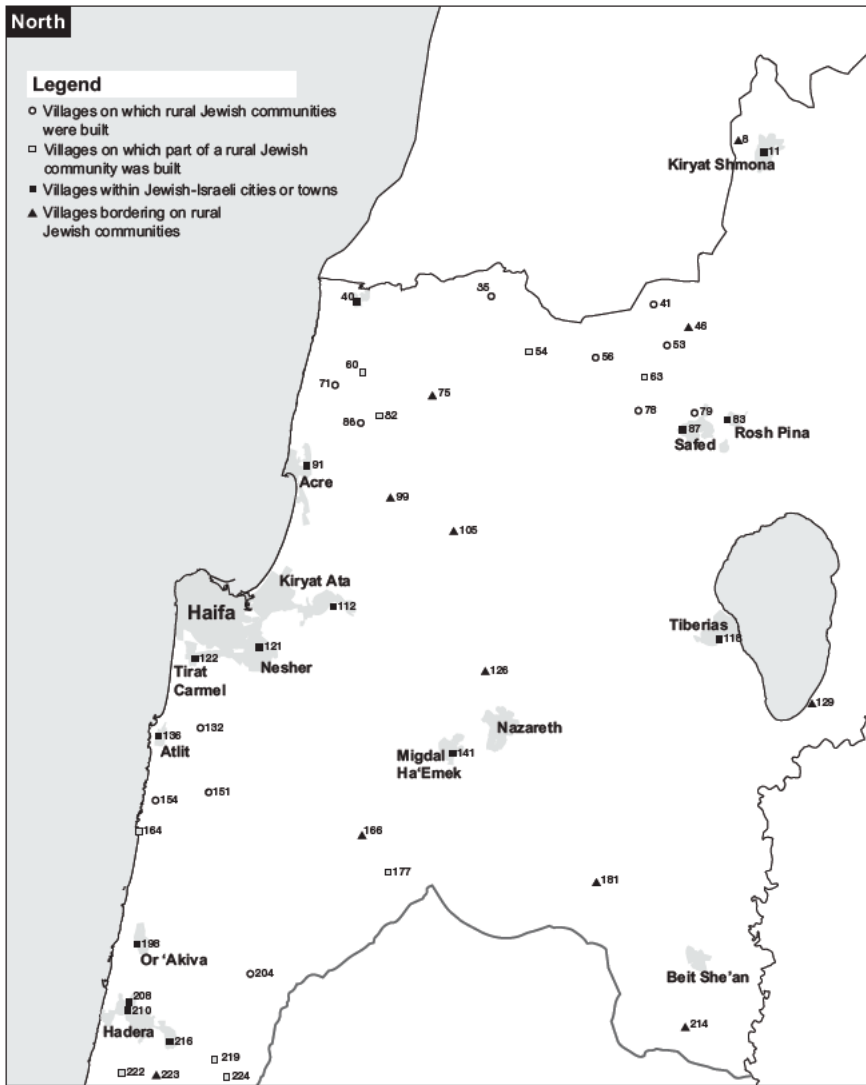 North
Legend
Villages on which rural Jewish communities
were built
Villages on which part of a rural Jewish
community was built
Villages within Jewish-Israeli cities or towns
Villages bordering on rural
Jewish communities
8
11
Kiryat Shmona
35
40
41
46
53
54
56
60
63
71
75
78
79
82
83
86
87
Rosh Pina
Safed
91
Acre
99
105
Kiryat Ata
112
Haifa
Tiberias
118
121
122
Nesher
Tirat
Carmel
126
129
132
Nazareth
136
Atlit
Migdal
Ha'Emek
141
151
154
164
166
177
181
198
Or 'Akiva
204
Beit She'an
208
210
Hadera
214
216
219
222
223
224